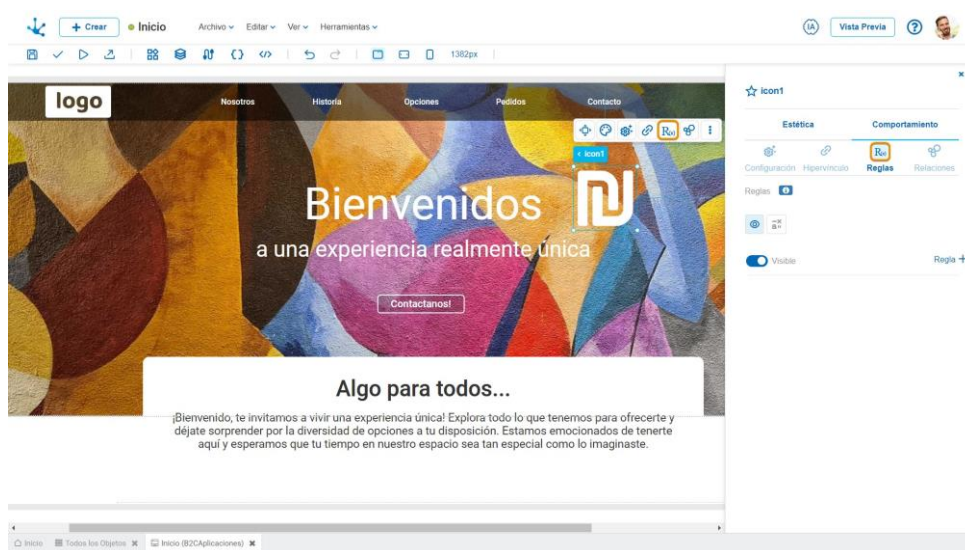 + Crear
Inicio
Archivo
Editar
Ver
Herramientas
IA
Vista Previa
?
1382px
logo
Nosotros
Historia
Opciones
Pedidos
Contacto
R(x)
< icon1
Bienvenidos
a una experiencia realmente única
Contactanos!
Algo para todos...
¡Bienvenido, te invitamos a vivir una experiencia única! Explora todo lo que tenemos para ofrecerte y
déjate sorprender por la diversidad de opciones a tu disposición. Estamos emocionados de tenerte
aquí y esperamos que tu tiempo en nuestro espacio sea tan especial como lo imaginaste.
icon1
Estética
Comportamiento
R(x)
Configuración
Hipervínculo
Reglas
Relaciones
Reglas
Visible
Regla +
Inicio
Todos los Objetos
Inicio (B2CAplicaciones)